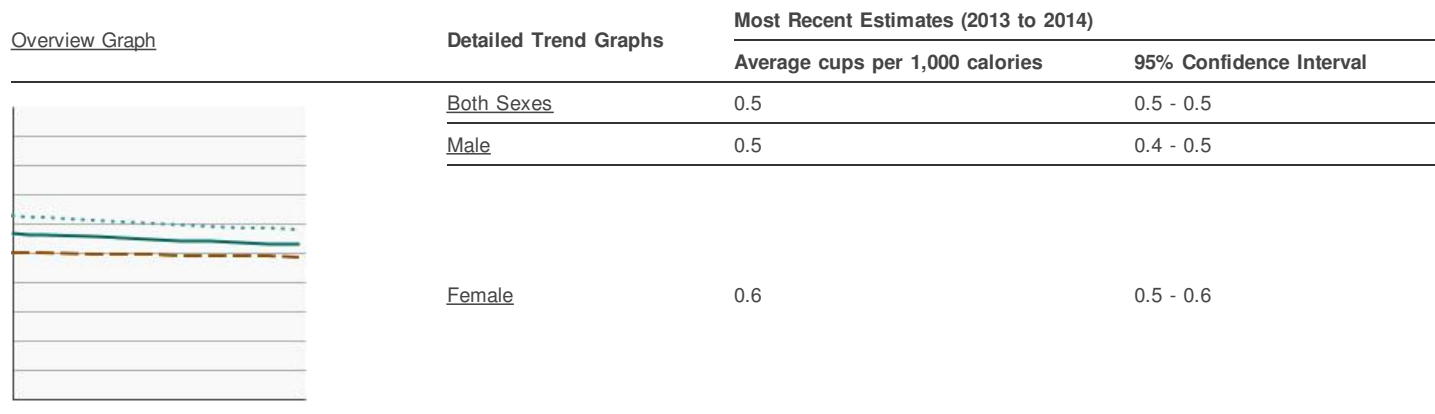 Overview Graph
Detailed Trend Graphs
Most Recent Estimates (2013 to 2014)
Average cups per 1,000 calories
95% Confidence Interval
Both Sexes 0.5 0.5 - 0.5
Male 0.5 0.4 - 0.5
Female 0.6 0.5 - 0.6